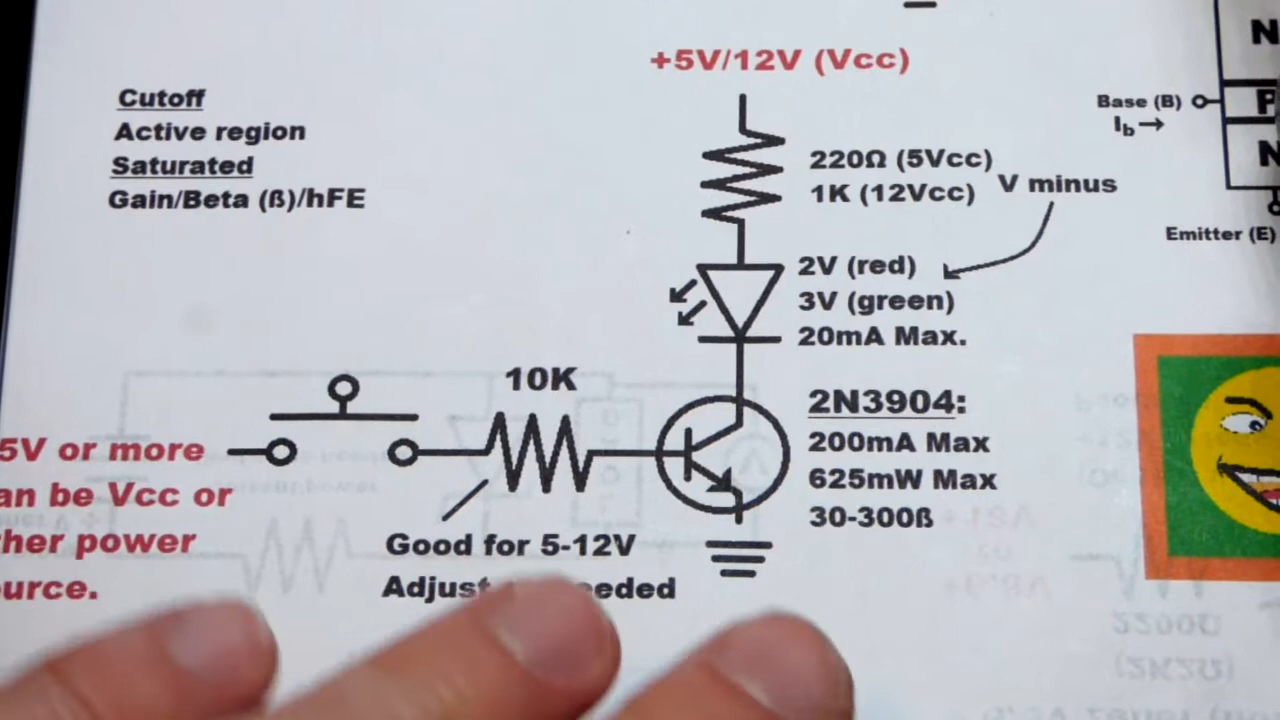 +5V/12V (Vcc)
Cutoff
Active region
Saturated
Gain/Beta (ß)/hFE
220Ω (5Vcc)
1K (12Vcc)
V minus
2V (red)
3V (green)
20mA Max.
Base (B)
Ib→
N
P
N
Emitter (E)
10K
2N3904:
200mA Max
625mW Max
30-300ß
5V or more
an be Vcc or
her power
urce.
Good for 5-12V
Adjust